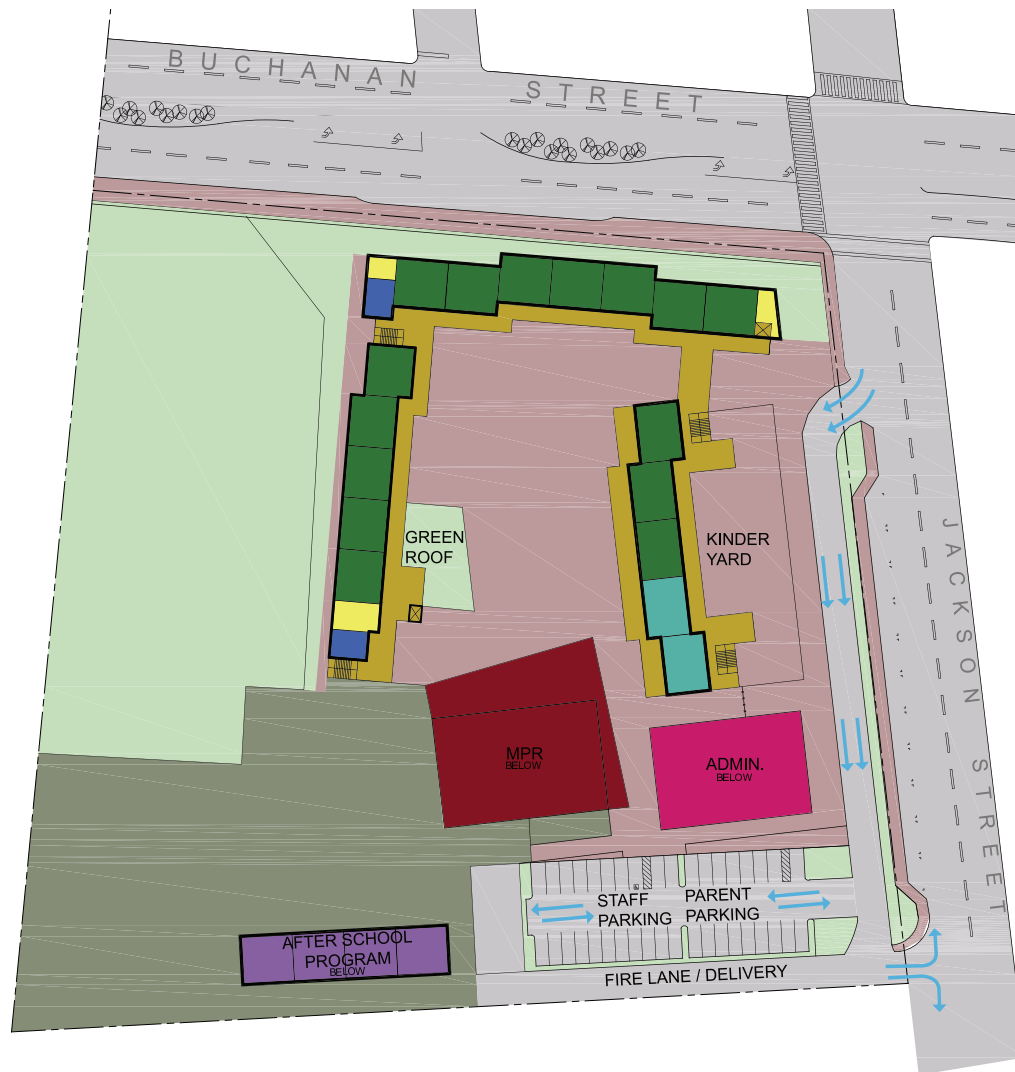 BUCHANAN STREET
GREEN
ROOF
KINDER
YARD
JACKSON STREET
MPR
BELOW
ADMIN.
BELOW
STAFF
PARKING
PARENT
PARKING
AFTER SCHOOL
PROGRAM
BELOW
FIRE LANE / DELIVERY